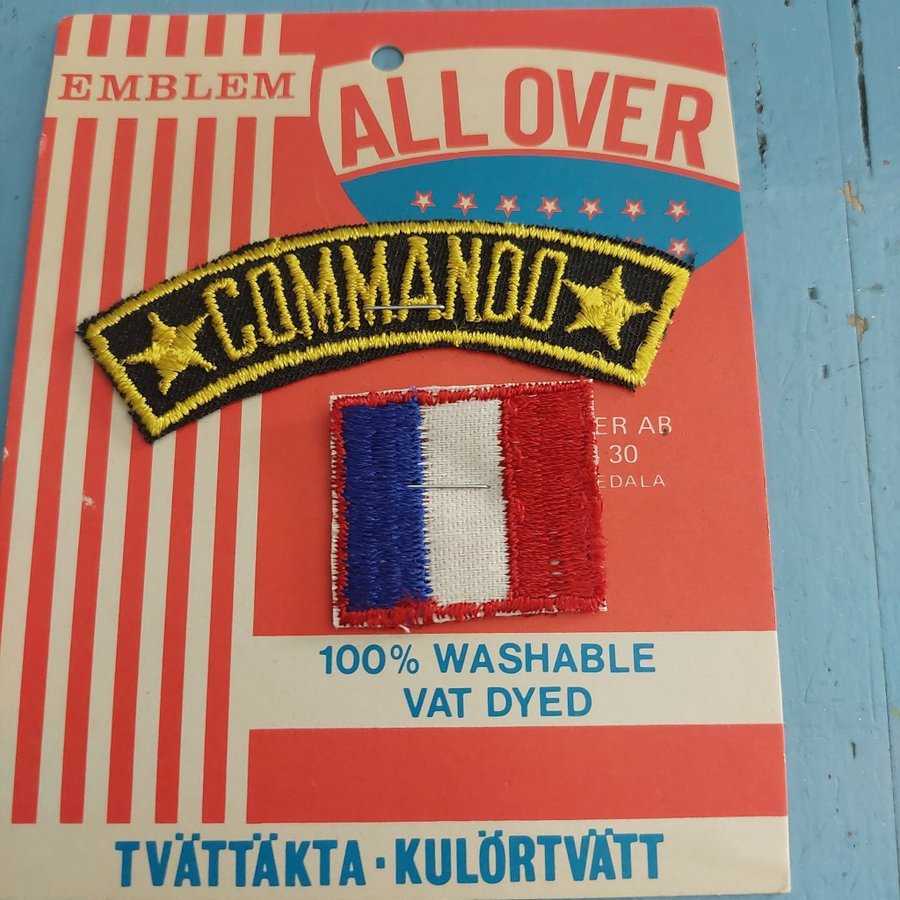 EMBLEM
ALL OVER
COMMANDO
ER AB
30
EDALA
100% WASHABLE
VAT DYED
TVÄTTÄKTA · KULÖRTVÄTT